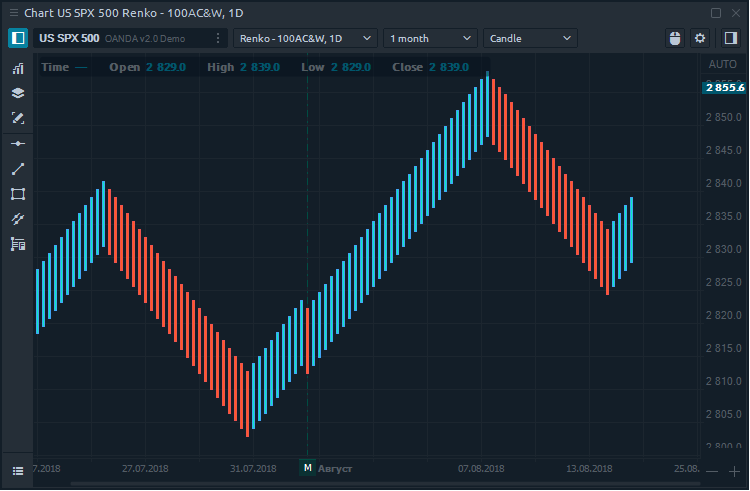 Chart US SPX 500 Renko - 100AC&W, 1D
US SPX 500 OANDA v2.0 Demo Renko - 100AC&W, 1D 1 month Candle
Time — Open 2 829.0 High 2 839.0 Low 2 829.0 Close 2 839.0
AUTO
2 855.6
2 850.0
2 845.0
2 840.0
2 835.0
2 830.0
2 825.0
2 820.0
2 815.0
2 810.0
2 805.0
2 800.0
7.2018 27.07.2018 31.07.2018 M Август 07.08.2018 13.08.2018 25.08.